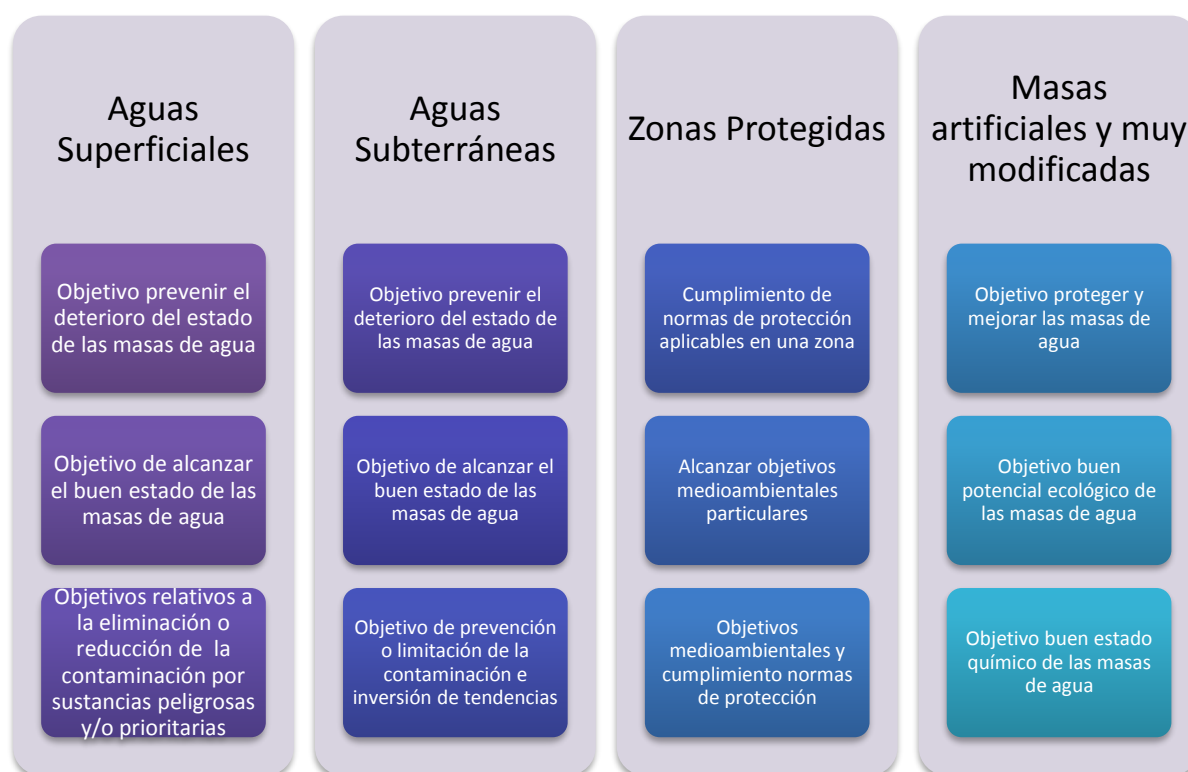 Aguas
Superficiales
Objetivo prevenir el
deterioro del estado
de las masas de agua
Objetivo de alcanzar
el buen estado de las
masas de agua
Objetivos relativos a
la eliminación o
reducción de  la
contaminación por
sustancias peligrosas
y/o prioritarias
Aguas
Subterráneas
Objetivo prevenir el
deterioro del estado de
las masas de agua
Objetivo de alcanzar el
buen estado de las
masas de agua
Objetivo de prevención
o limitación de la
contaminación e
inversión de tendencias
Zonas Protegidas
Cumplimiento de
normas de protección
aplicables en una zona
Alcanzar objetivos
medioambientales
particulares
Objetivos
medioambientales y
cumplimiento normas
de protección
Masas
artificiales y muy
modificadas
Objetivo proteger y
mejorar las masas de
agua
Objetivo buen
potencial ecológico de
las masas de agua
Objetivo buen estado
químico de las masas
de agua